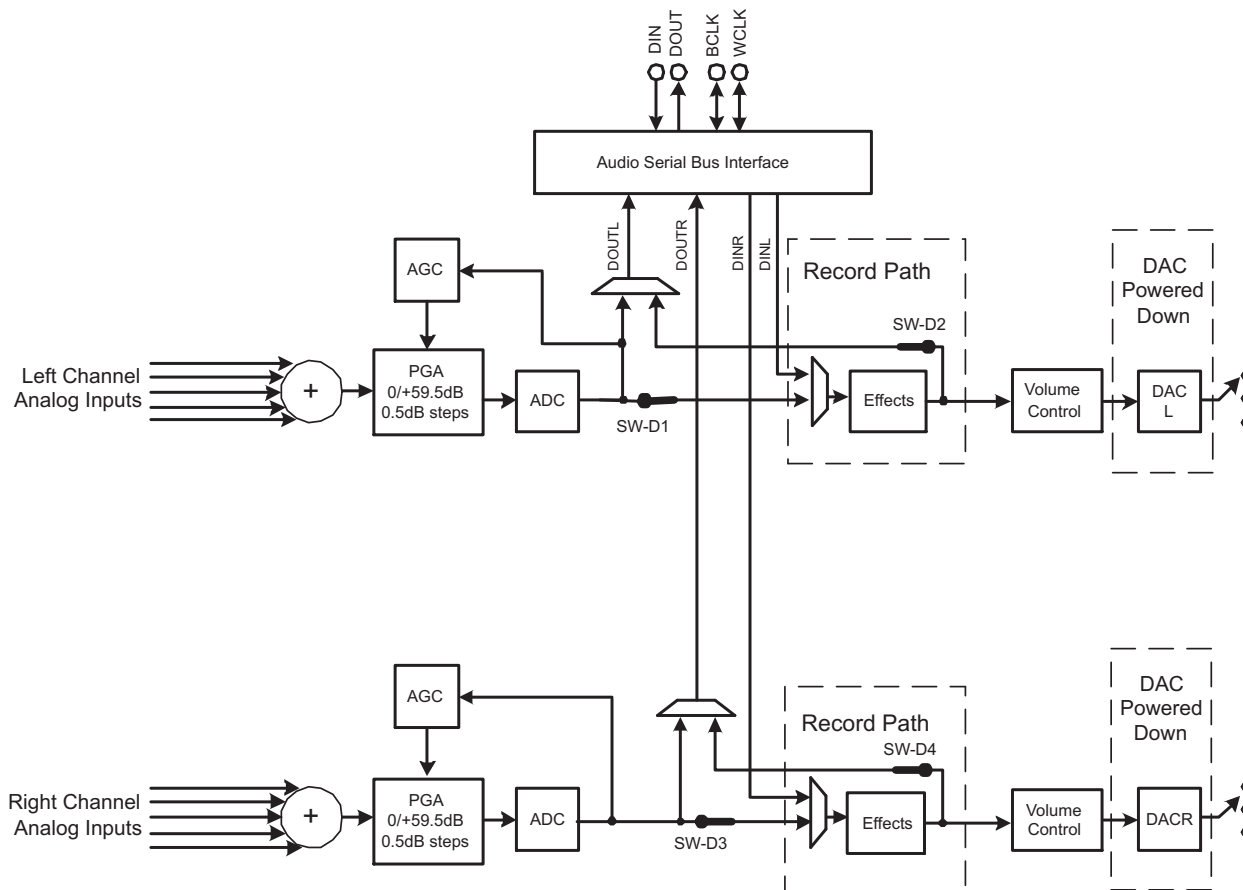 DIN
DOUT
BCLK
WCLK
Audio Serial Bus Interface
DOUTL
DOUTR
DINR
DINL
Record Path
DAC
Powered
Down
AGC
SW-D2
Left Channel
Analog Inputs
+
PGA
0/+59.5dB
0.5dB steps
ADC
SW-D1
Effects
Volume
Control
DAC
L
AGC
Record Path
DAC
Powered
Down
SW-D4
Right Channel
Analog Inputs
+
PGA
0/+59.5dB
0.5dB steps
ADC
SW-D3
Effects
Volume
Control
DACR